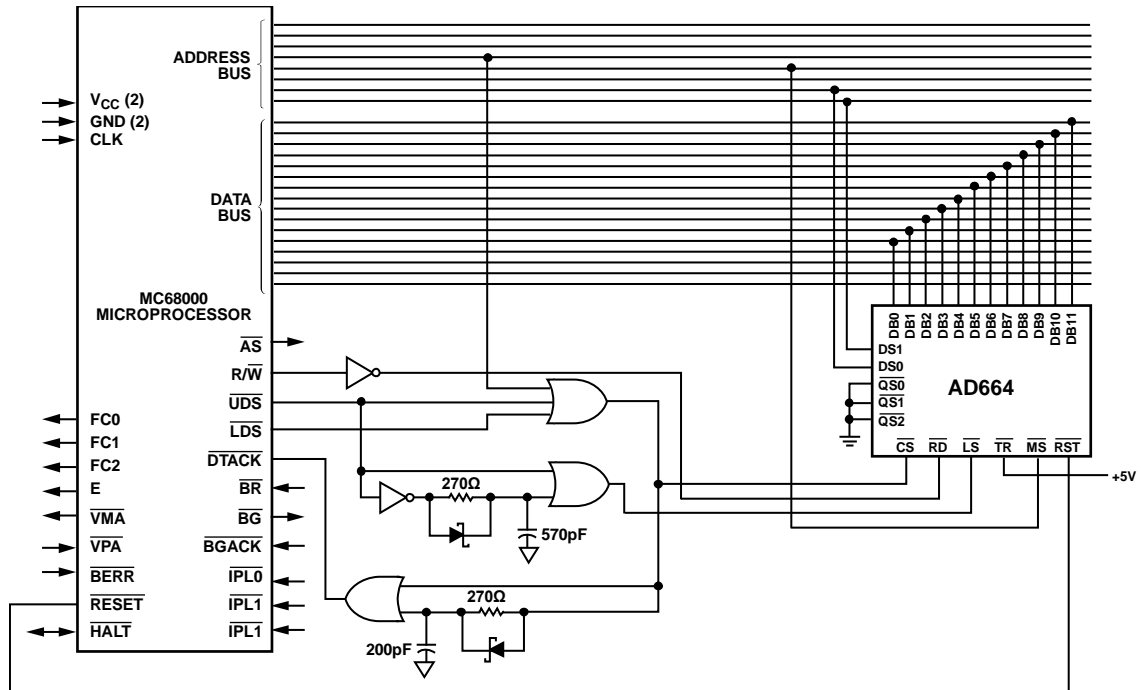 ADDRESS
BUS
VCC (2)
GND (2)
CLK
DATA
BUS
MC68000
MICROPROCESSOR
AS
R/W
UDS
LDS
DTACK
BR
BG
BGACK
IPL0
IPL1
IPL1
FC0
FC1
FC2
E
VMA
VPA
BERR
RESET
HALT
270Ω
570pF
270Ω
200pF
DB0
DB1
DB2
DB3
DB4
DB5
DB6
DB7
DB8
DB9
DB10
DB11
DS1
DS0
QS0
QS1
QS2
AD664
CS
RD
LS
TR
MS
RST
+5V